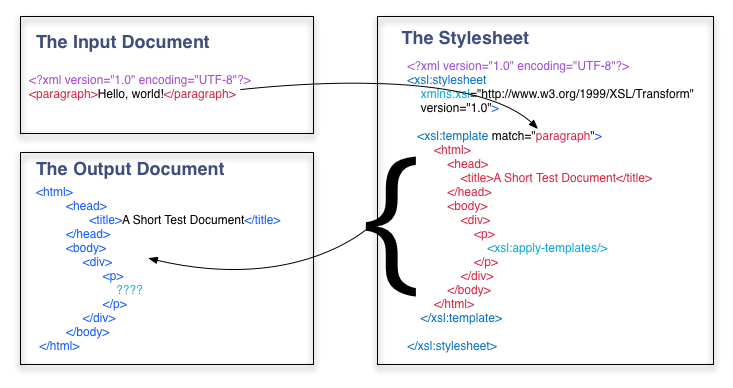 The Input Document
<?xml version="1.0" encoding="UTF-8"?>
<paragraph>Hello, world!</paragraph>
The Output Document
<html>
<head>
<title>A Short Test Document</title>
</head>
<body>
<div>
<p>
????
</p>
</div>
</body>
</html>
The Stylesheet
<?xml version="1.0" encoding="UTF-8"?>
<xsl:stylesheet
xmlns:xsl="http://www.w3.org/1999/XSL/Transform"
version="1.0">
<xsl:template match="paragraph">
<html>
<head>
<title>A Short Test Document</title>
</head>
<body>
<div>
<p>
<xsl:apply-templates/>
</p>
</div>
</body>
</html>
</xsl:template>
</xsl:stylesheet>